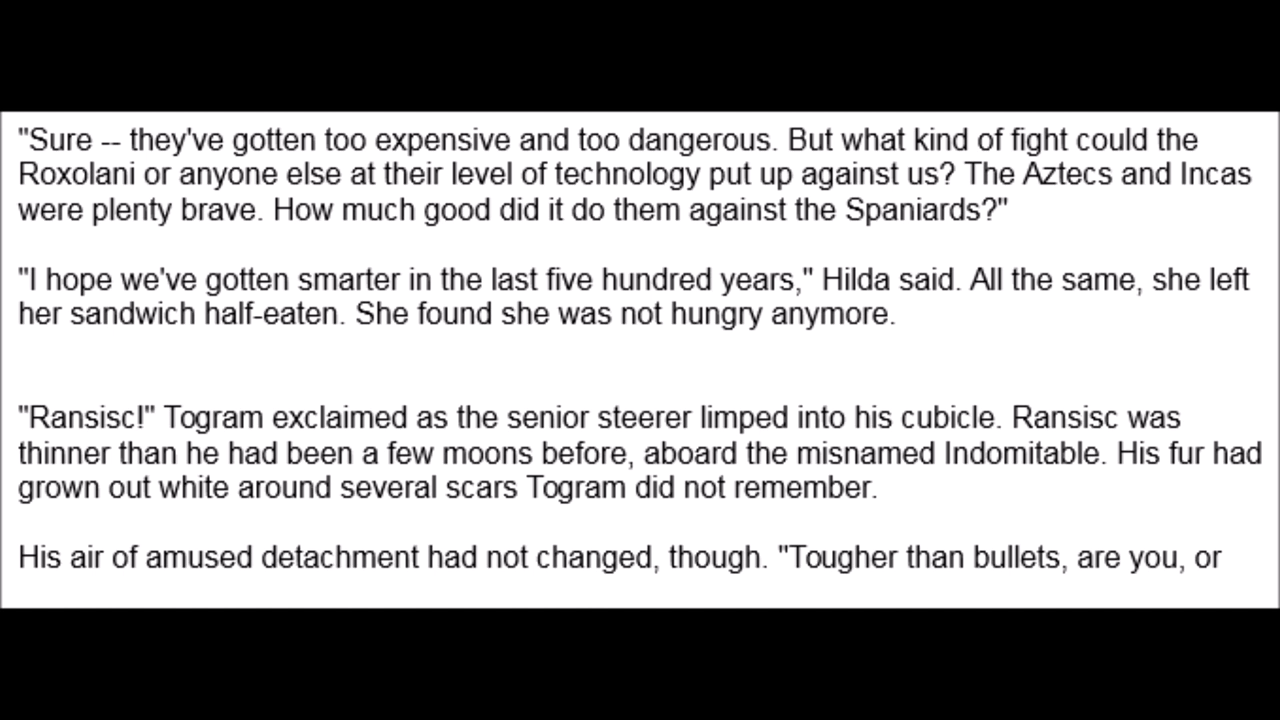 "Sure -- they've gotten too expensive and too dangerous. But what kind of fight could the
Roxolani or anyone else at their level of technology put up against us? The Aztecs and Incas
were plenty brave. How much good did it do them against the Spaniards?"
"I hope we've gotten smarter in the last five hundred years," Hilda said. All the same, she left
her sandwich half-eaten. She found she was not hungry anymore.
"Ransisc!" Togram exclaimed as the senior steerer limped into his cubicle. Ransisc was
thinner than he had been a few moons before, aboard the misnamed Indomitable. His fur had
grown out white around several scars Togram did not remember.
His air of amused detachment had not changed, though. "Tougher than bullets, are you, or